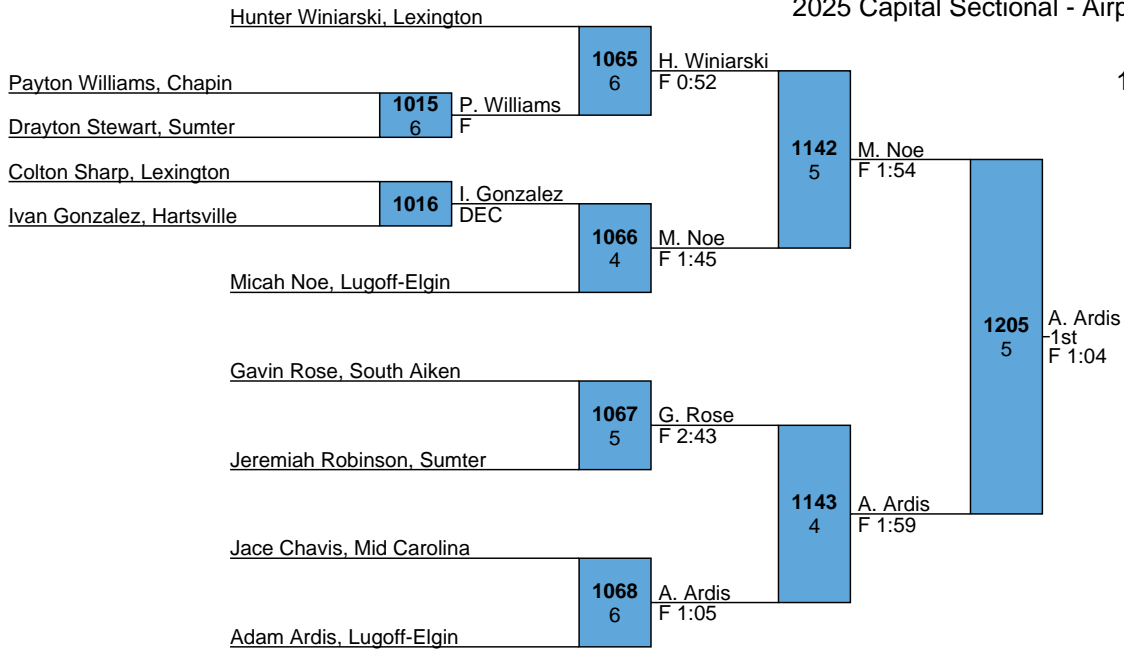 2025 Capital Sectional - Airp
1
Hunter Winiarski, Lexington
1065
6
H. Winiarski
F 0:52
Payton Williams, Chapin
1015
6
P. Williams
F
Drayton Stewart, Sumter
1142
5
M. Noe
F 1:54
Colton Sharp, Lexington
1016
I. Gonzalez
DEC
Ivan Gonzalez, Hartsville
1066
4
M. Noe
F 1:45
Micah Noe, Lugoff-Elgin
1205
5
A. Ardis
1st
F 1:04
Gavin Rose, South Aiken
1067
5
G. Rose
F 2:43
Jeremiah Robinson, Sumter
1143
4
A. Ardis
F 1:59
Jace Chavis, Mid Carolina
1068
6
A. Ardis
F 1:05
Adam Ardis, Lugoff-Elgin